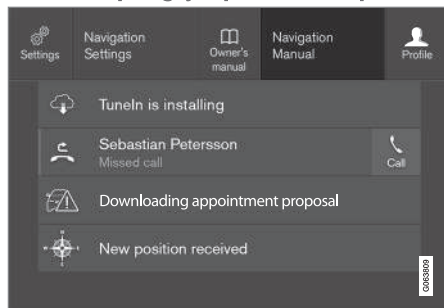 Settings
Navigation
Settings
Owner's
manual
Navigation
Manual
Profile
TuneIn is installing
Sebastian Petersson
Missed call
Call
Downloading appointment proposal
New position received
G063809